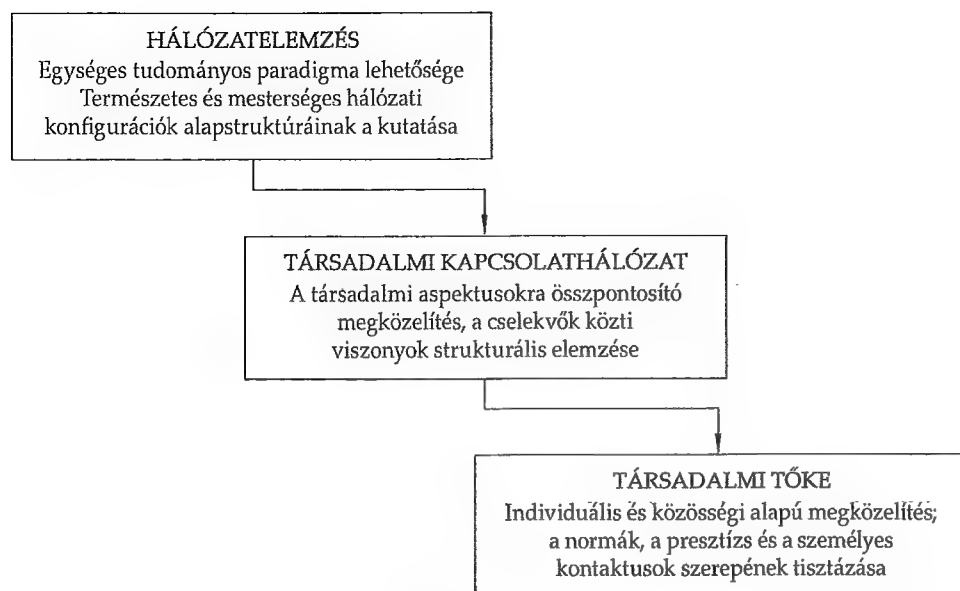 HÁLÓZATELEMZÉS
Egységes tudományos paradigma lehetősége
Természetes és mesterséges hálózati
konfigurációk alapstruktúráinak a kutatása
TÁRSADALMI KAPCSOLATHÁLÓZAT
A társadalmi aspektusokra összpontosító
megközelítés, a cselekvők közti
viszonyok strukturális elemzése
TÁRSADALMI TŐKE
Individuális és közösségi alapú megközelítés;
a normák, a presztízs és a személyes
kontaktusok szerepének tisztázása